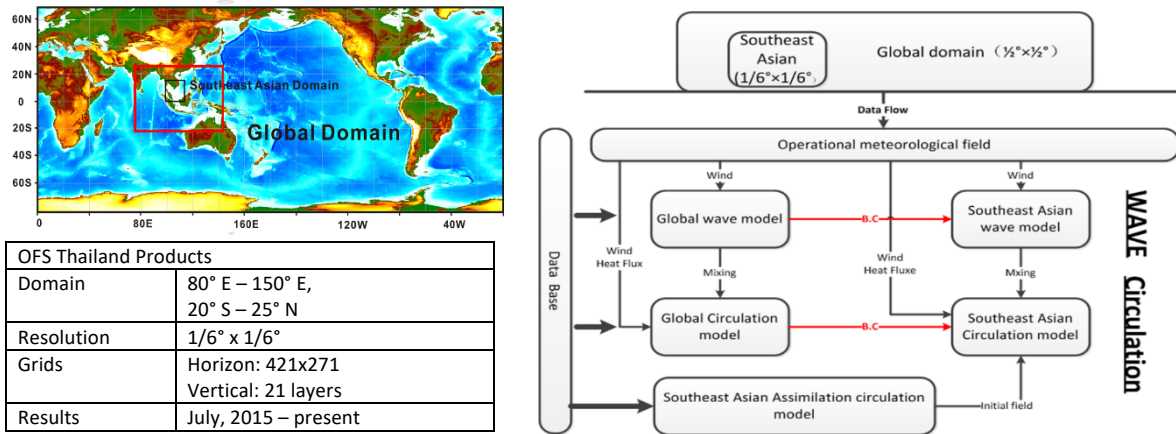 60N
40N
20N
0
20S
40S
60S
Southeast Asian Domain
Global Domain
0
80E
160E
120W
40W
OFS Thailand Products
Domain
80° E – 150° E,
20° S – 25° N
Resolution
1/6° x 1/6°
Grids
Horizon: 421x271
Vertical: 21 layers
Results
July, 2015 – present
Southeast
Asian
(1/6°×1/6°)
Global domain（½°×½°）
Data Flow
Operational meteorological field
Wind
Wind
Data Base
Global wave model
B.C
Southeast Asian
wave model
Wind
Heat Flux
Wind
Heat Fluxe
Mixing
Mxing
Global Circulation
model
B.C
Southeast Asian
Circulation model
Southeast Asian Assimilation circulation
model
Initial field
WAVE Circulation